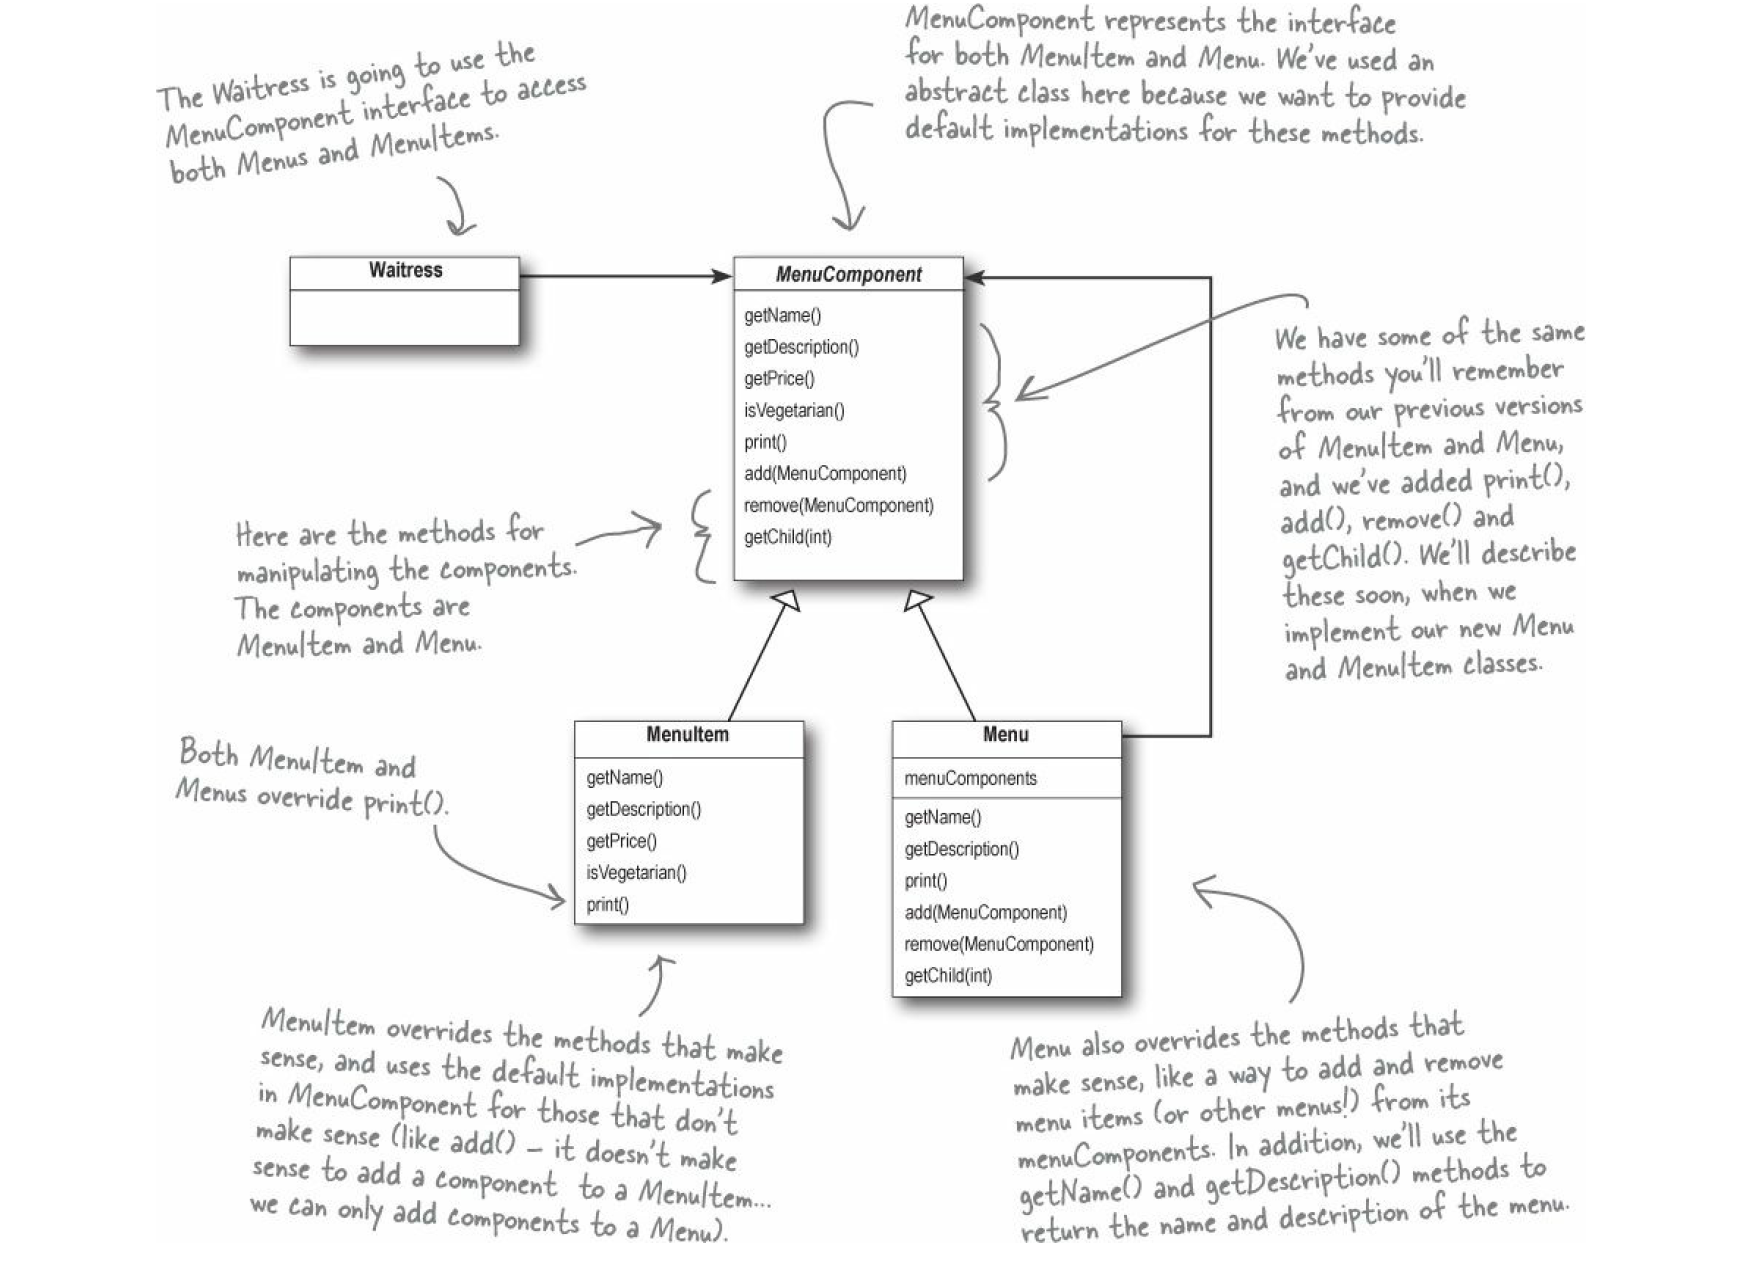 The Waitress is going to use the
MenuComponent interface to access
both Menus and MenuItems.
MenuComponent represents the interface
for both MenuItem and Menu. We've used an
abstract class here because we want to provide
default implementations for these methods.
Waitress
MenuComponent
getName()
getDescription()
getPrice()
isVegetarian()
print()
add(MenuComponent)
remove(MenuComponent)
getChild(int)
We have some of the same
methods you'll remember
from our previous versions
of MenuItem and Menu,
and we've added print(),
add(), remove() and
getChild(). We'll describe
these soon, when we
implement our new Menu
and MenuItem classes.
Here are the methods for
manipulating the components.
The components are
MenuItem and Menu.
Both MenuItem and
Menus override print().
MenuItem
getName()
getDescription()
getPrice()
isVegetarian()
print()
Menu
menuComponents
getName()
getDescription()
print()
add(MenuComponent)
remove(MenuComponent)
getChild(int)
MenuItem overrides the methods that make
sense, and uses the default implementations
in MenuComponent for those that don't
make sense (like add() – it doesn't make
sense to add a component to a MenuItem...
we can only add components to a Menu).
Menu also overrides the methods that
make sense, like a way to add and remove
menu items (or other menus!) from its
menuComponents. In addition, we'll use the
getName() and getDescription() methods to
return the name and description of the menu.